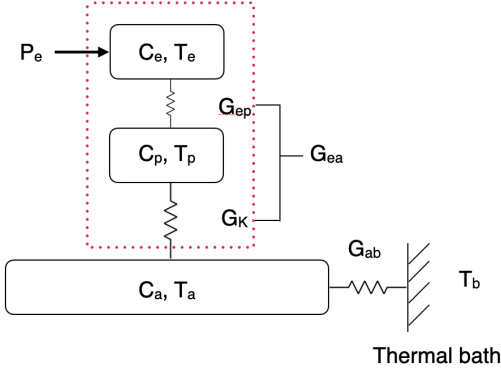 Pe
Ce, Te
Gep
Cp, Tp
Gea
GK
Gab
Ca, Ta
Tb
Thermal bath